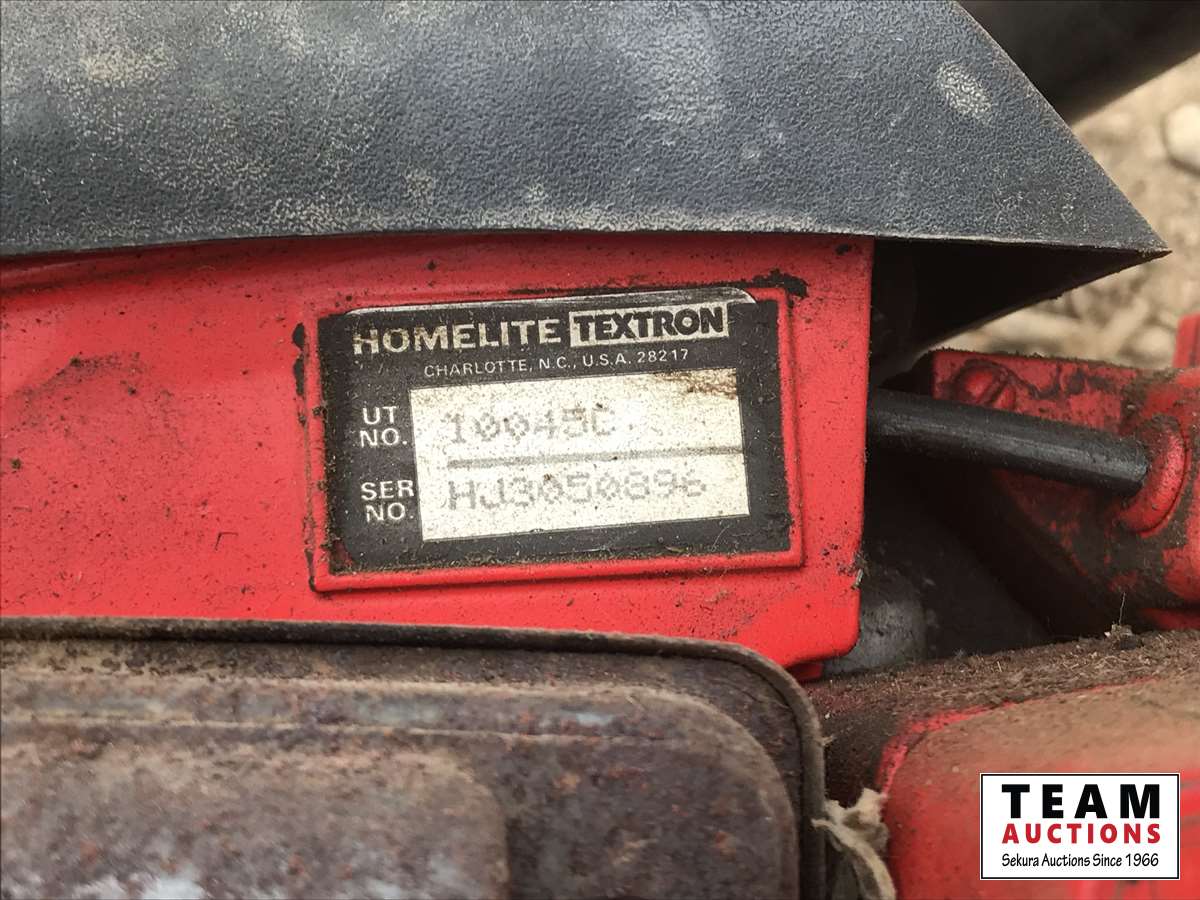 HOMELITE TEXTRON
CHARLOTTE, N.C., U.S.A. 28217
UT NO. 10045C
SER NO. HJ3050896
TEAM
AUCTIONS
Sekura Auctions Since 1966